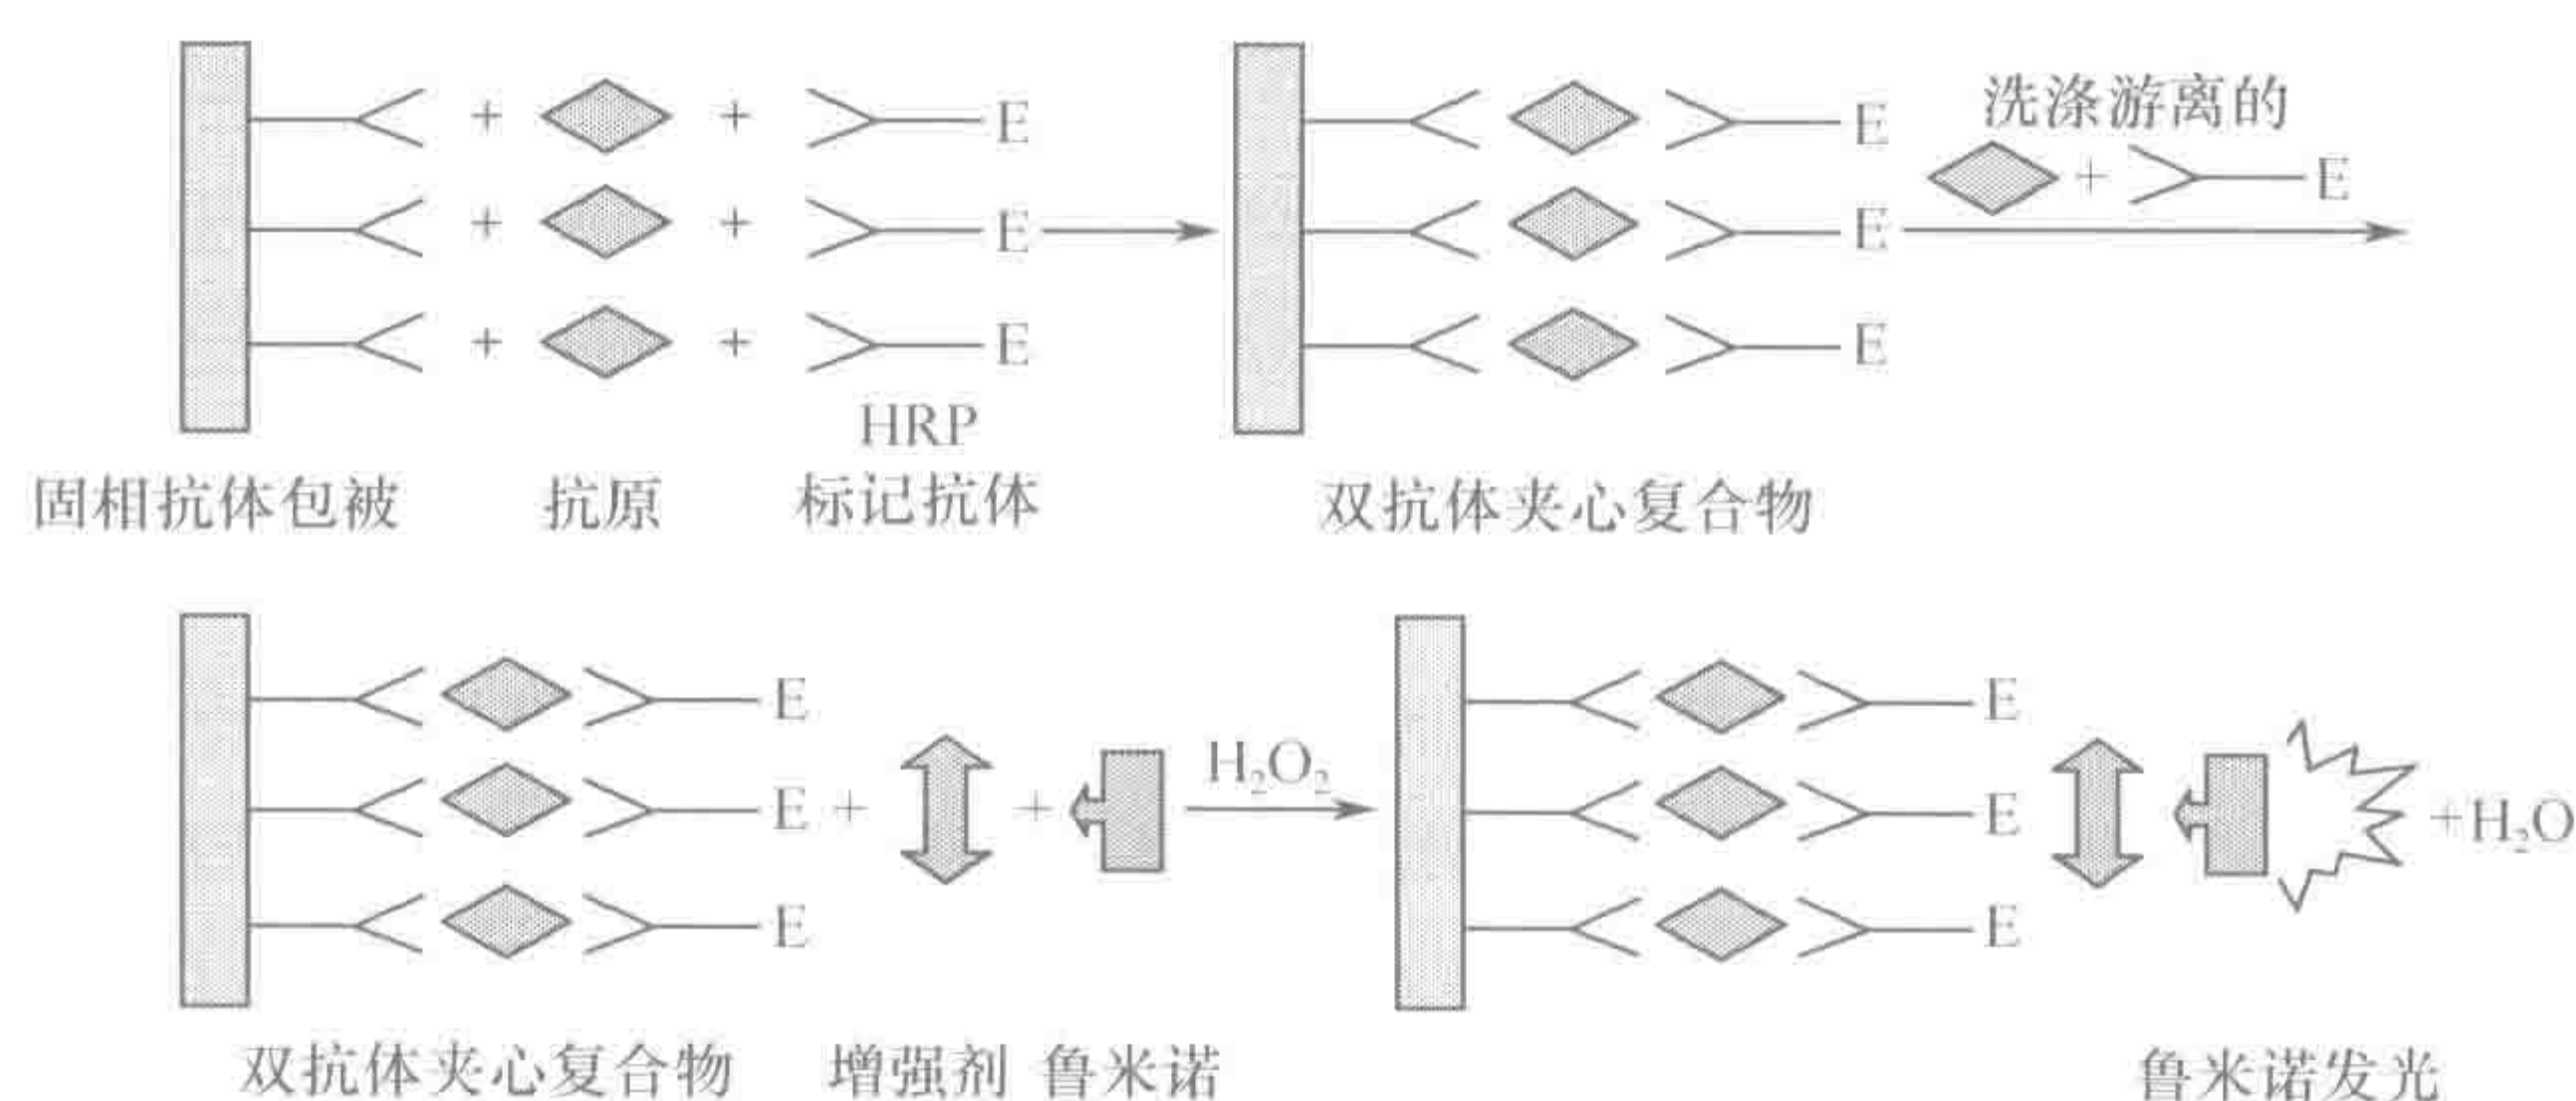 洗涤游离的
+ + E
E
+ E
+ + E
E
+ + E
E
HRP
固相抗体包被 抗原 标记抗体 双抗体夹心复合物
E E
E + + H₂O₂ E +H₂O
E E
双抗体夹心复合物 增强剂 鲁米诺 鲁米诺发光